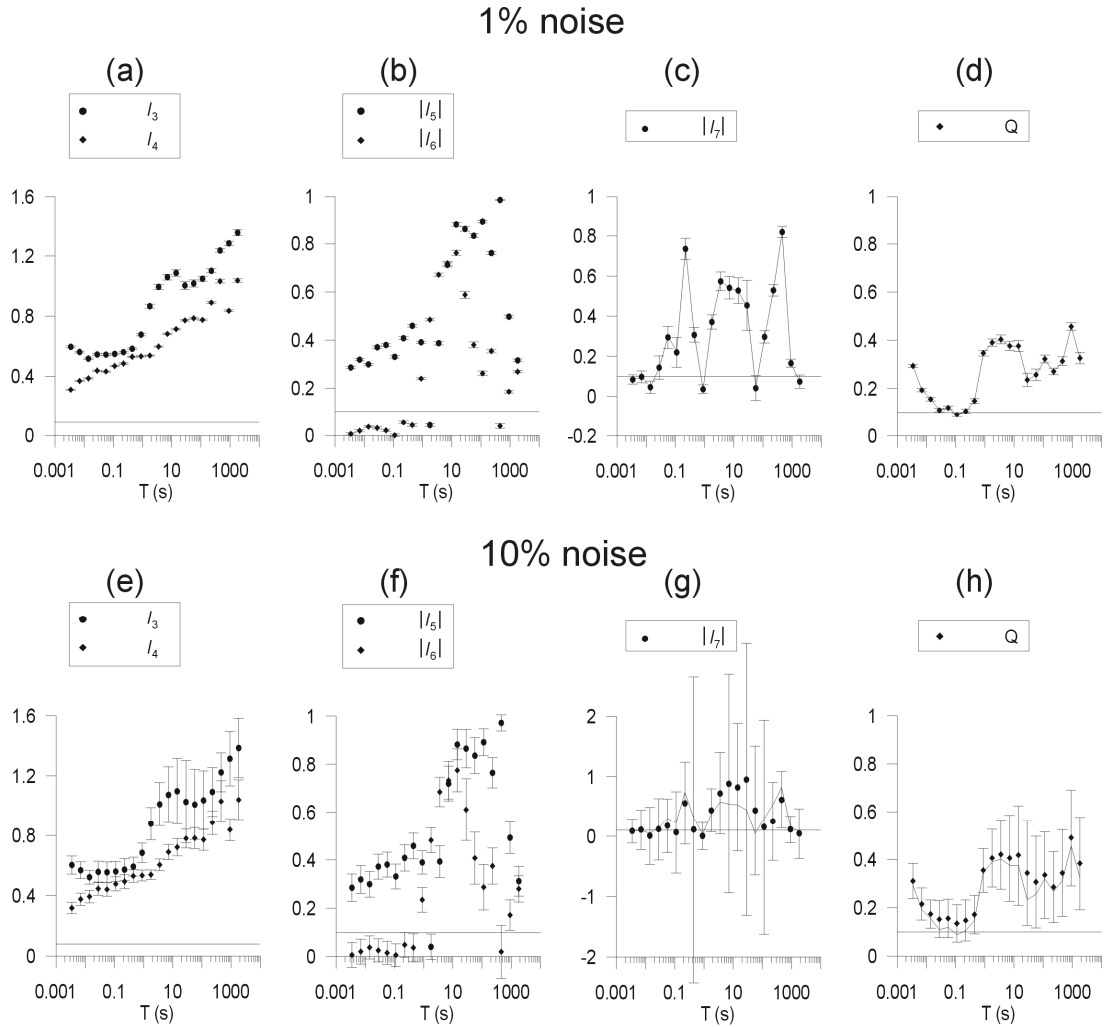 1% noise
(a) (b) (c) (d)
I3
I4
|I5|
|I6|
|I7|
Q
1.6
1.2
0.8
0.4
0
1
0.8
0.6
0.4
0.2
0
1
0.8
0.6
0.4
0.2
0
-0.2
1
0.8
0.6
0.4
0.2
0
0.001 0.1 10 1000
T (s)
0.001 0.1 10 1000
T (s)
0.001 0.1 10 1000
T (s)
0.001 0.1 10 1000
T (s)
10% noise
(e) (f) (g) (h)
I3
I4
|I5|
|I6|
|I7|
Q
1.6
1.2
0.8
0.4
0
1
0.8
0.6
0.4
0.2
0
2
1
0
-1
-2
1
0.8
0.6
0.4
0.2
0
0.001 0.1 10 1000
T (s)
0.001 0.1 10 1000
T (s)
0.001 0.1 10 1000
T (s)
0.001 0.1 10 1000
T (s)